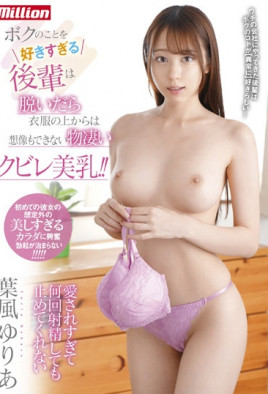 Million
ボクのことを
好きすぎる
後輩は
脱いたら
衣服の上からは
想像もできない物凄い
クビレ美乳!!
初めての彼女の
想定外の
美しすぎる
カラダに興奮
勃起が治まらない
!!!!!
愛されすぎて
何回射精しても
止めてくれない
葉風ゆりあ